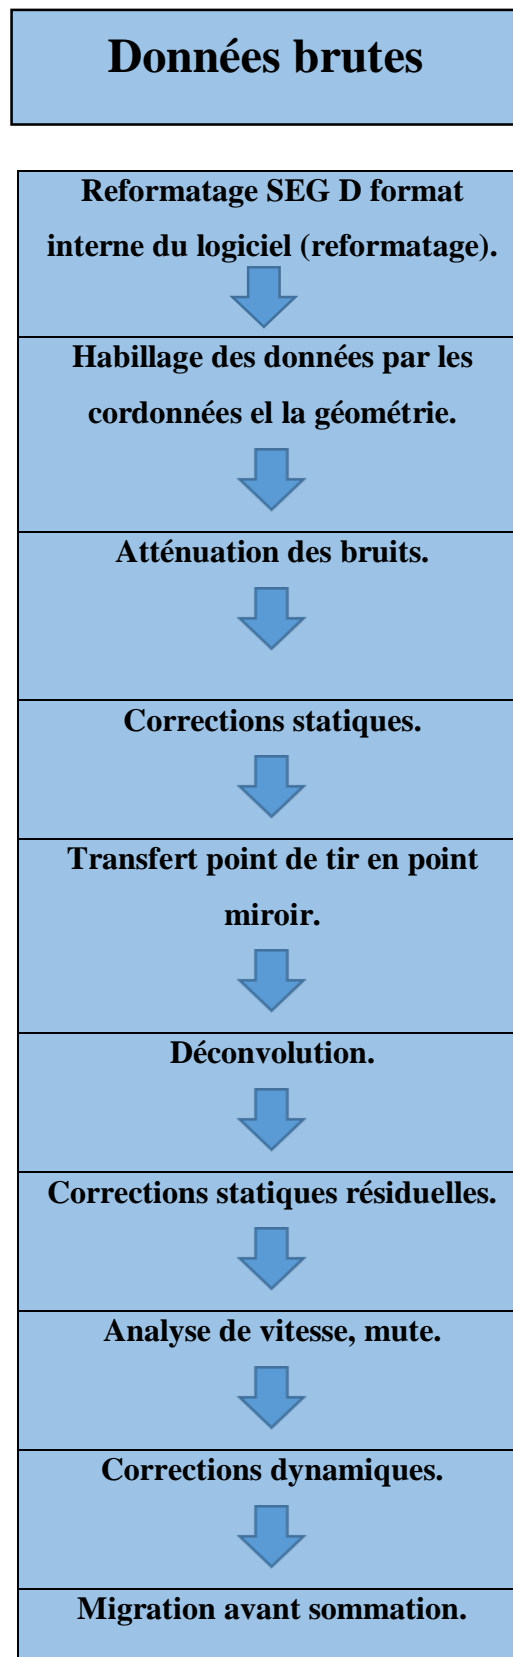 Données brutes
Reformatage SEG D format
interne du logiciel (reformatage).
Habillage des données par les
cordonnées el la géométrie.
Atténuation des bruits.
Corrections statiques.
Transfert point de tir en point
miroir.
Déconvolution.
Corrections statiques résiduelles.
Analyse de vitesse, mute.
Corrections dynamiques.
Migration avant sommation.